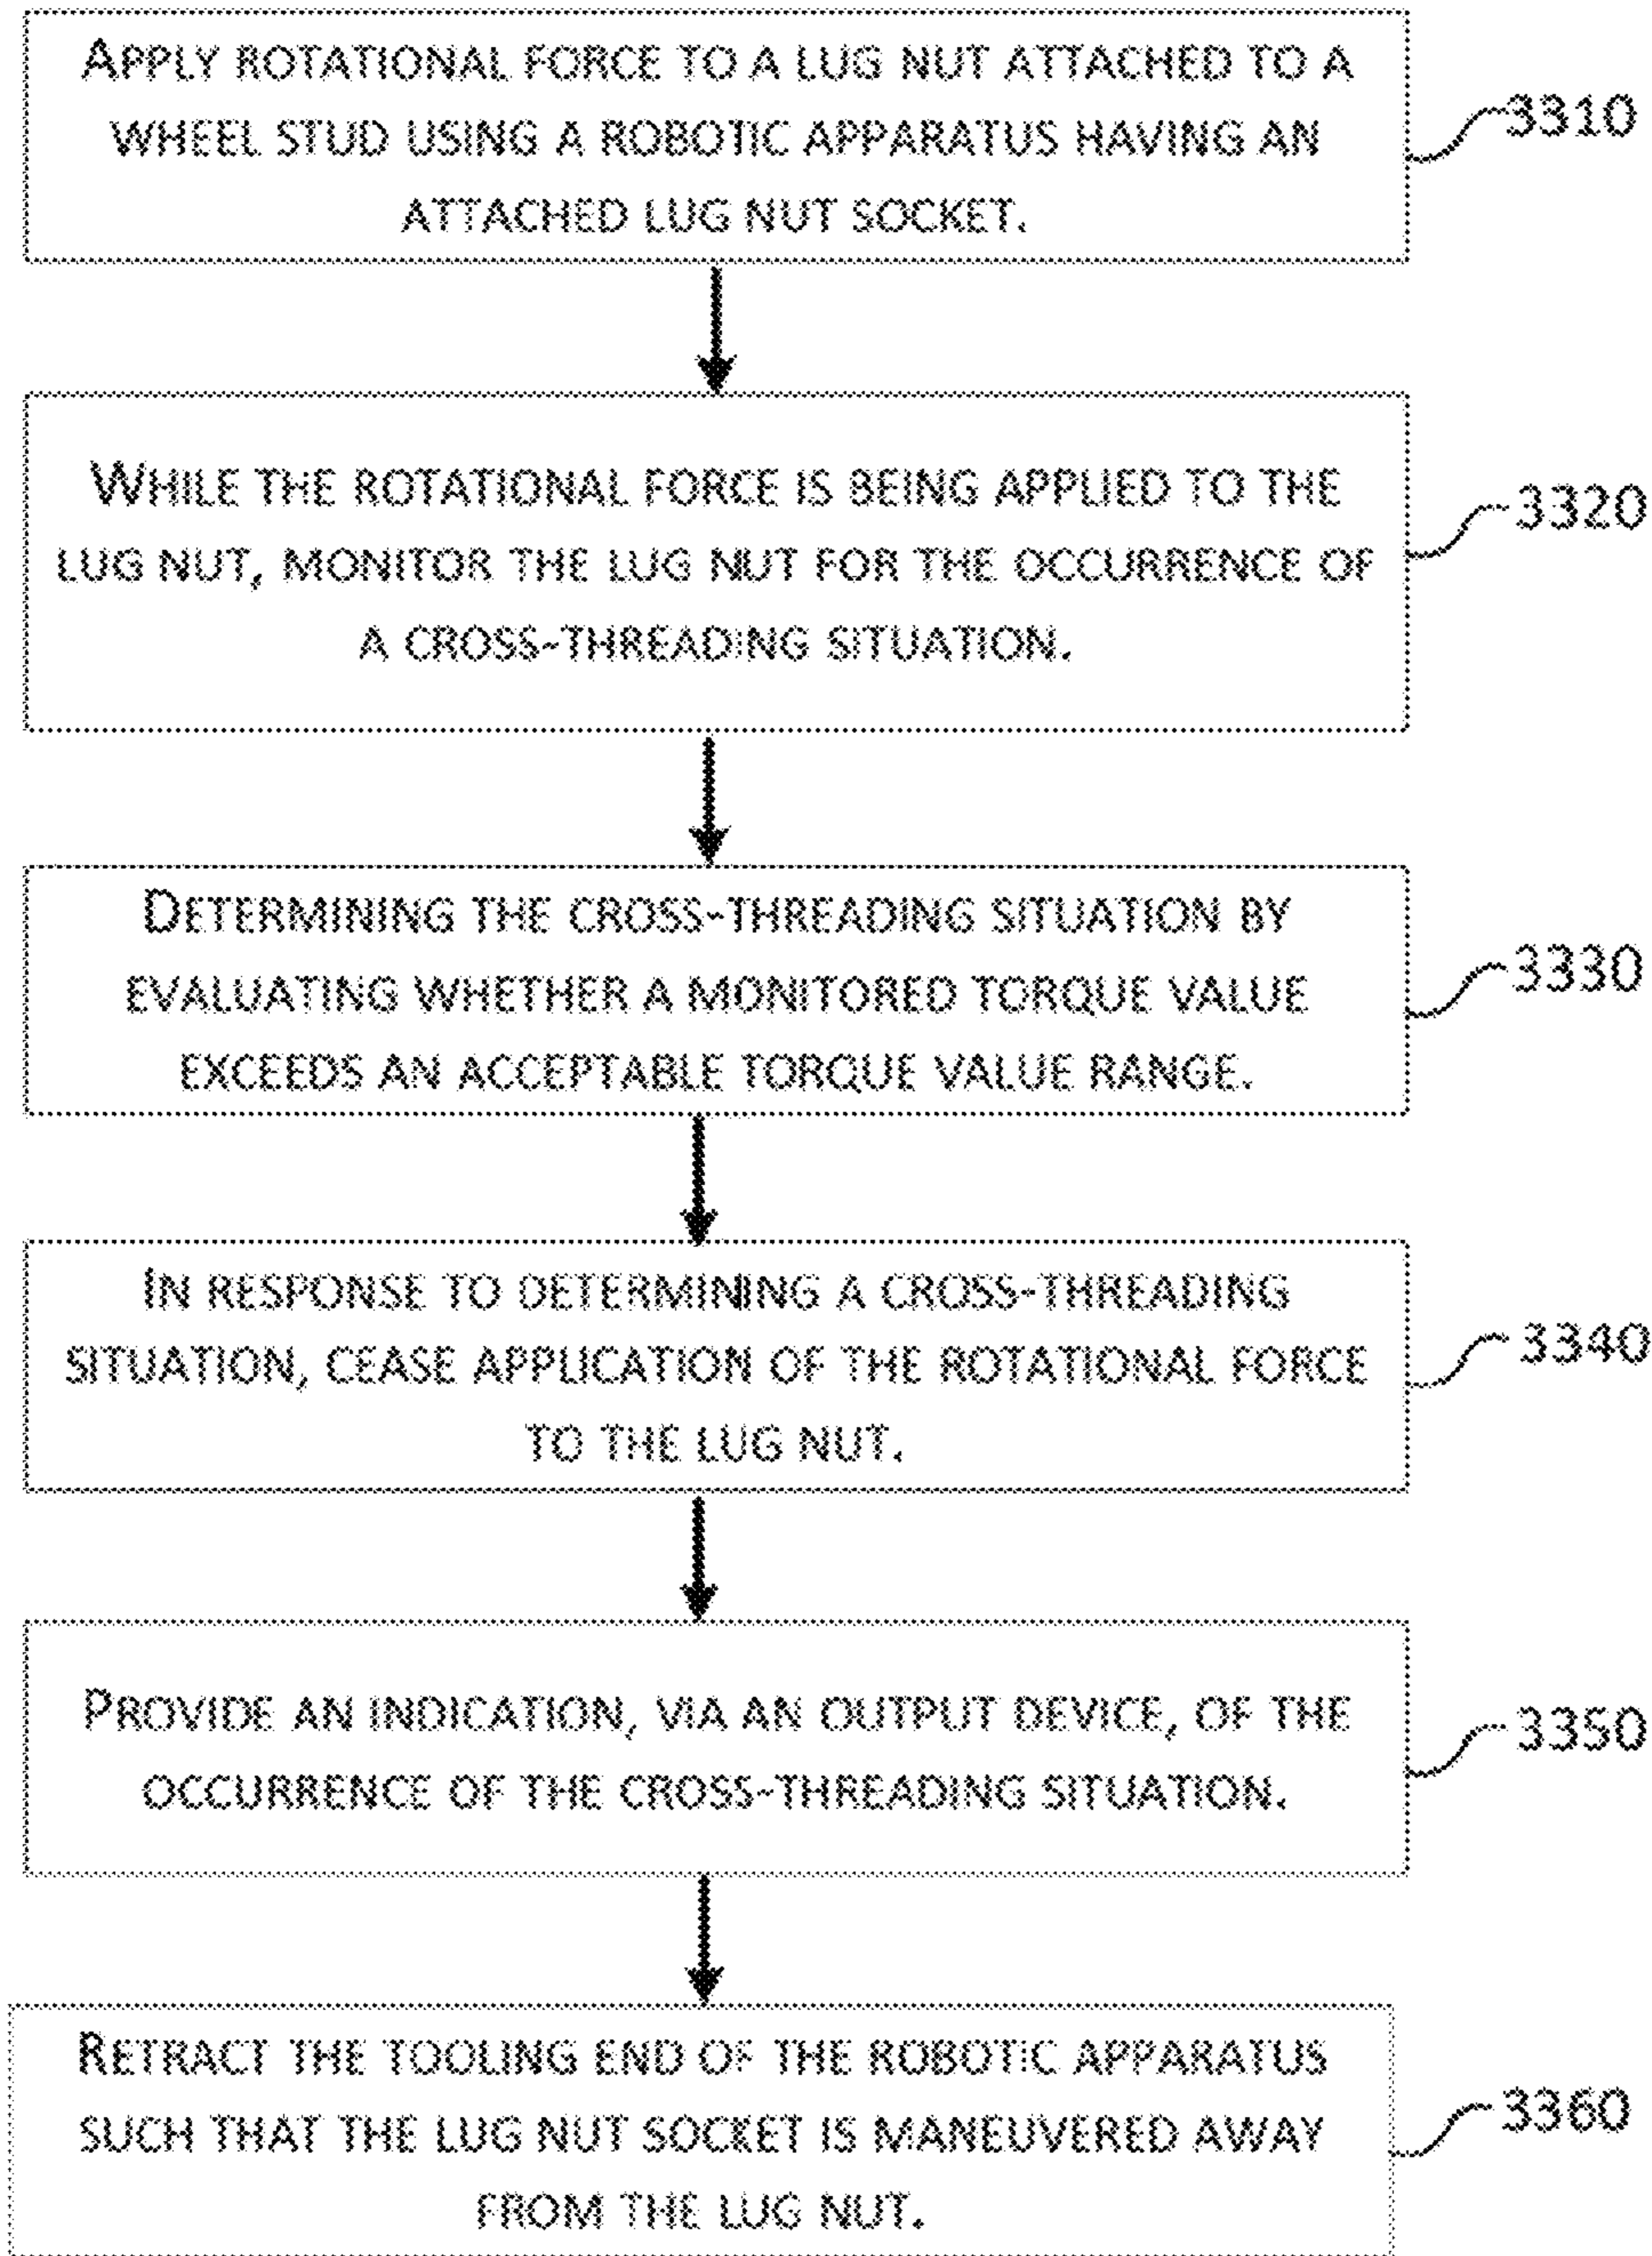 APPLY ROTATIONAL FORCE TO A LUG NUT ATTACHED TO A
WHEEL STUD USING A ROBOTIC APPARATUS HAVING AN
ATTACHED LUG NUT SOCKET.
3310
WHILE THE ROTATIONAL FORCE IS BEING APPLIED TO THE
LUG NUT, MONITOR THE LUG NUT FOR THE OCCURRENCE OF
A CROSS-THREADING SITUATION.
3320
DETERMINING THE CROSS-THREADING SITUATION BY
EVALUATING WHETHER A MONITORED TORQUE VALUE
EXCEEDS AN ACCEPTABLE TORQUE VALUE RANGE.
3330
IN RESPONSE TO DETERMINING A CROSS-THREADING
SITUATION, CEASE APPLICATION OF THE ROTATIONAL FORCE
TO THE LUG NUT.
3340
PROVIDE AN INDICATION, VIA AN OUTPUT DEVICE, OF THE
OCCURRENCE OF THE CROSS-THREADING SITUATION.
3350
RETRACT THE TOOLING END OF THE ROBOTIC APPARATUS
SUCH THAT THE LUG NUT SOCKET IS MANEUVERED AWAY
FROM THE LUG NUT.
3360